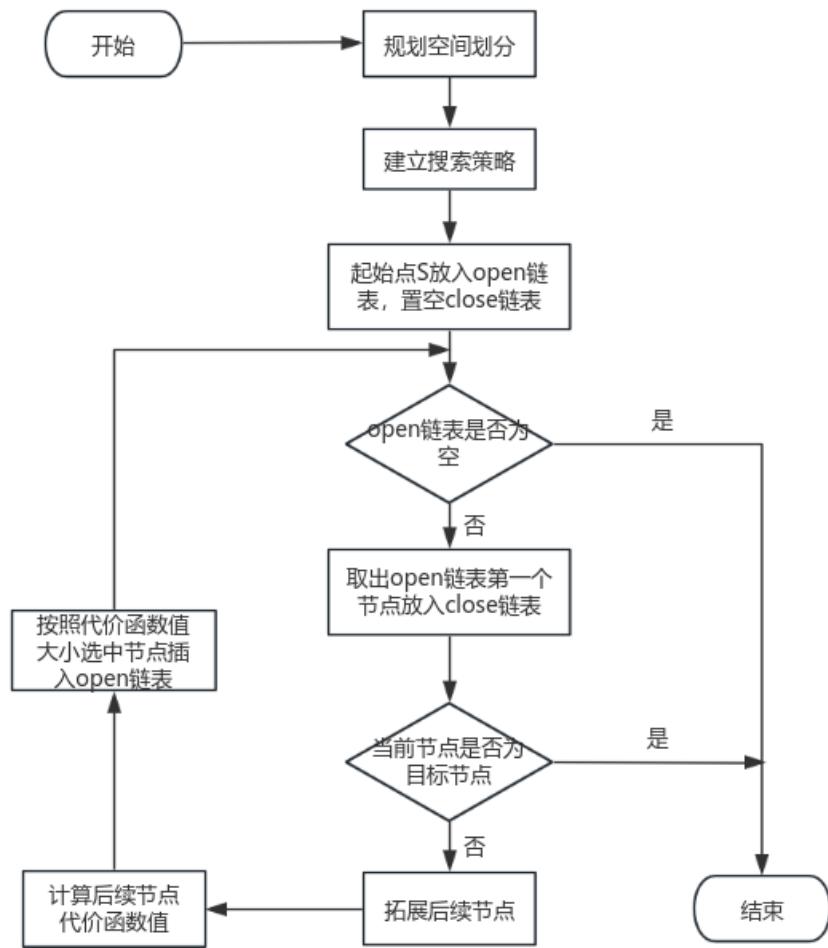 开始
规划空间划分
建立搜索策略
起始点S放入open链
表，置空close链表
open链表是否为
空
是
否
取出open链表第一个
节点放入close链表
按照代价函数值
大小选中节点插
入open链表
当前节点是否为
目标节点
是
否
计算后续节点
代价函数值
拓展后续节点
结束